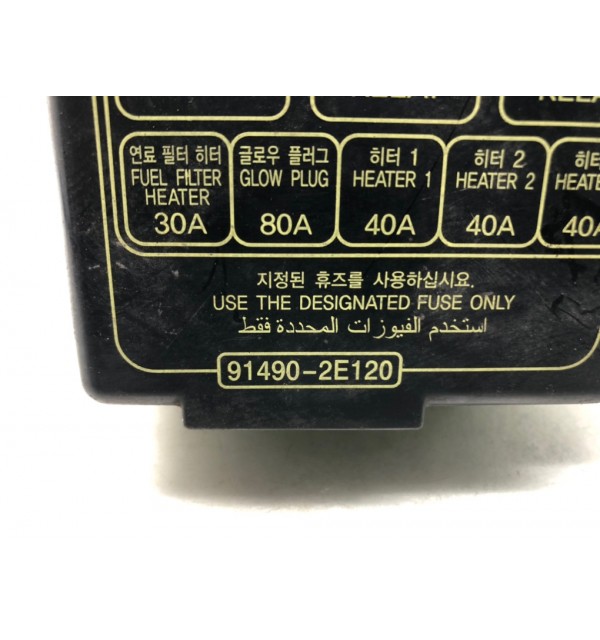 연료 필터 히터
FUEL FILTER
HEATER
30A
글로우 플러그
GLOW PLUG
80A
히터 1
HEATER 1
40A
히터 2
HEATER 2
40A
지정된 휴즈를 사용하십시요.
USE THE DESIGNATED FUSE ONLY
استخدم الفيوزات المحددة فقط
91490-2E120